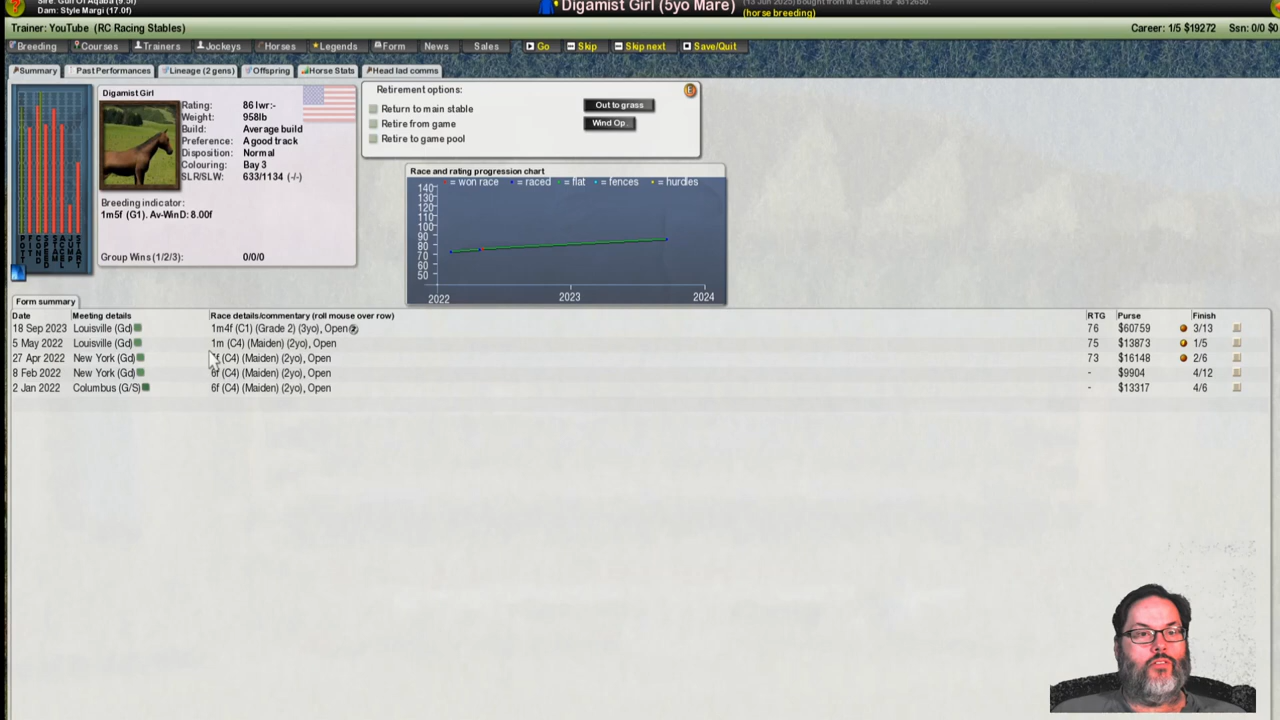 Dam: Style Margi (17.0f)
Digamist Girl (5yo Mare)
(horse breeding)
Trainer: YouTube (RC Racing Stables)
Career: 1/5 $19272 Ssn: 0/0 $0
Breeding Courses Trainers Jockeys Horses Legends Form News Sales Go Skip Skip next Save/Quit
Summary Past Performances Lineage (2 gens) Offspring Horse Stats Head lad comms
Digamist Girl
Rating: 86 lwr:-
Weight: 958lb
Build: Average build
Preference: A good track
Disposition: Normal
Colouring: Bay 3
SLR/SLW: 633/1134 (-/-)
Breeding indicator:
1m5f (G1). Av-WinD: 8.00f
Group Wins (1/2/3): 0/0/0
Retirement options:
Return to main stable
Retire from game
Retire to game pool
Out to grass
Wind Op.
Race and rating progression chart
= won race = raced = flat = fences = hurdles
140
130
120
110
100
90
80
70
60
50
2022 2023 2024
Form summary
Date Meeting details Race details/commentary (roll mouse over row) RTG Purse Finish
18 Sep 2023 Louisville (Gd) 1m4f (C1) (Grade 2) (3yo), Open 76 $60759 3/13
5 May 2022 Louisville (Gd) 1m (C4) (Maiden) (2yo), Open 75 $13873 1/5
27 Apr 2022 New York (Gd) (C4) (Maiden) (2yo), Open 73 $16148 2/6
8 Feb 2022 New York (Gd) 6f (C4) (Maiden) (2yo), Open - $9904 4/12
2 Jan 2022 Columbus (G/S) 6f (C4) (Maiden) (2yo), Open - $13317 4/6